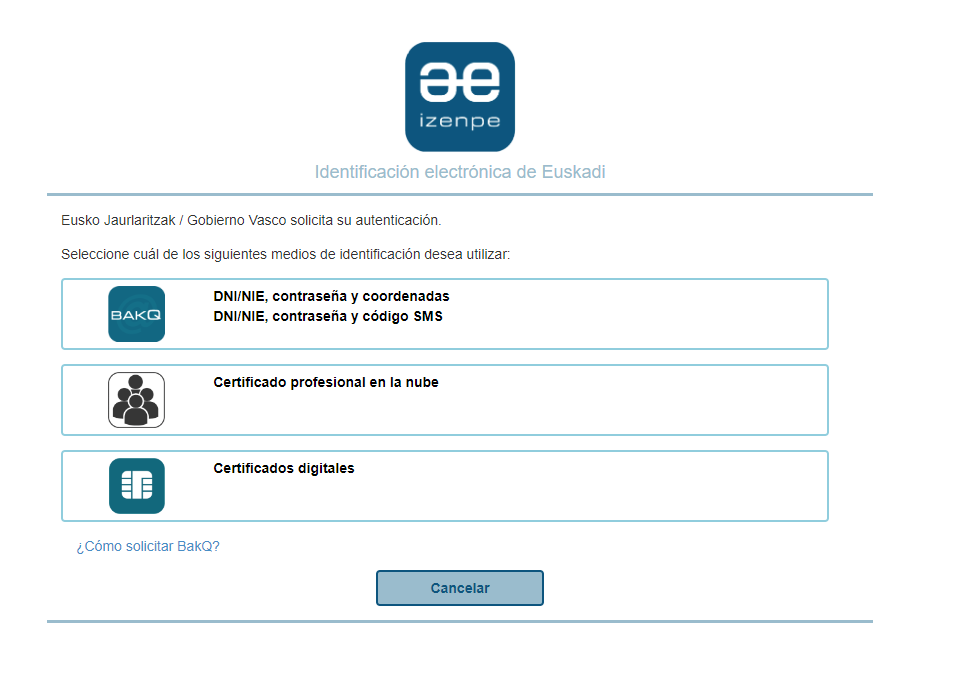 izenpe
Identificación electrónica de Euskadi
Eusko Jaurlaritzak / Gobierno Vasco solicita su autenticación.
Seleccione cuál de los siguientes medios de identificación desea utilizar:
BAKQ
DNI/NIE, contraseña y coordenadas
DNI/NIE, contraseña y código SMS
Certificado profesional en la nube
Certificados digitales
¿Cómo solicitar BakQ?
Cancelar